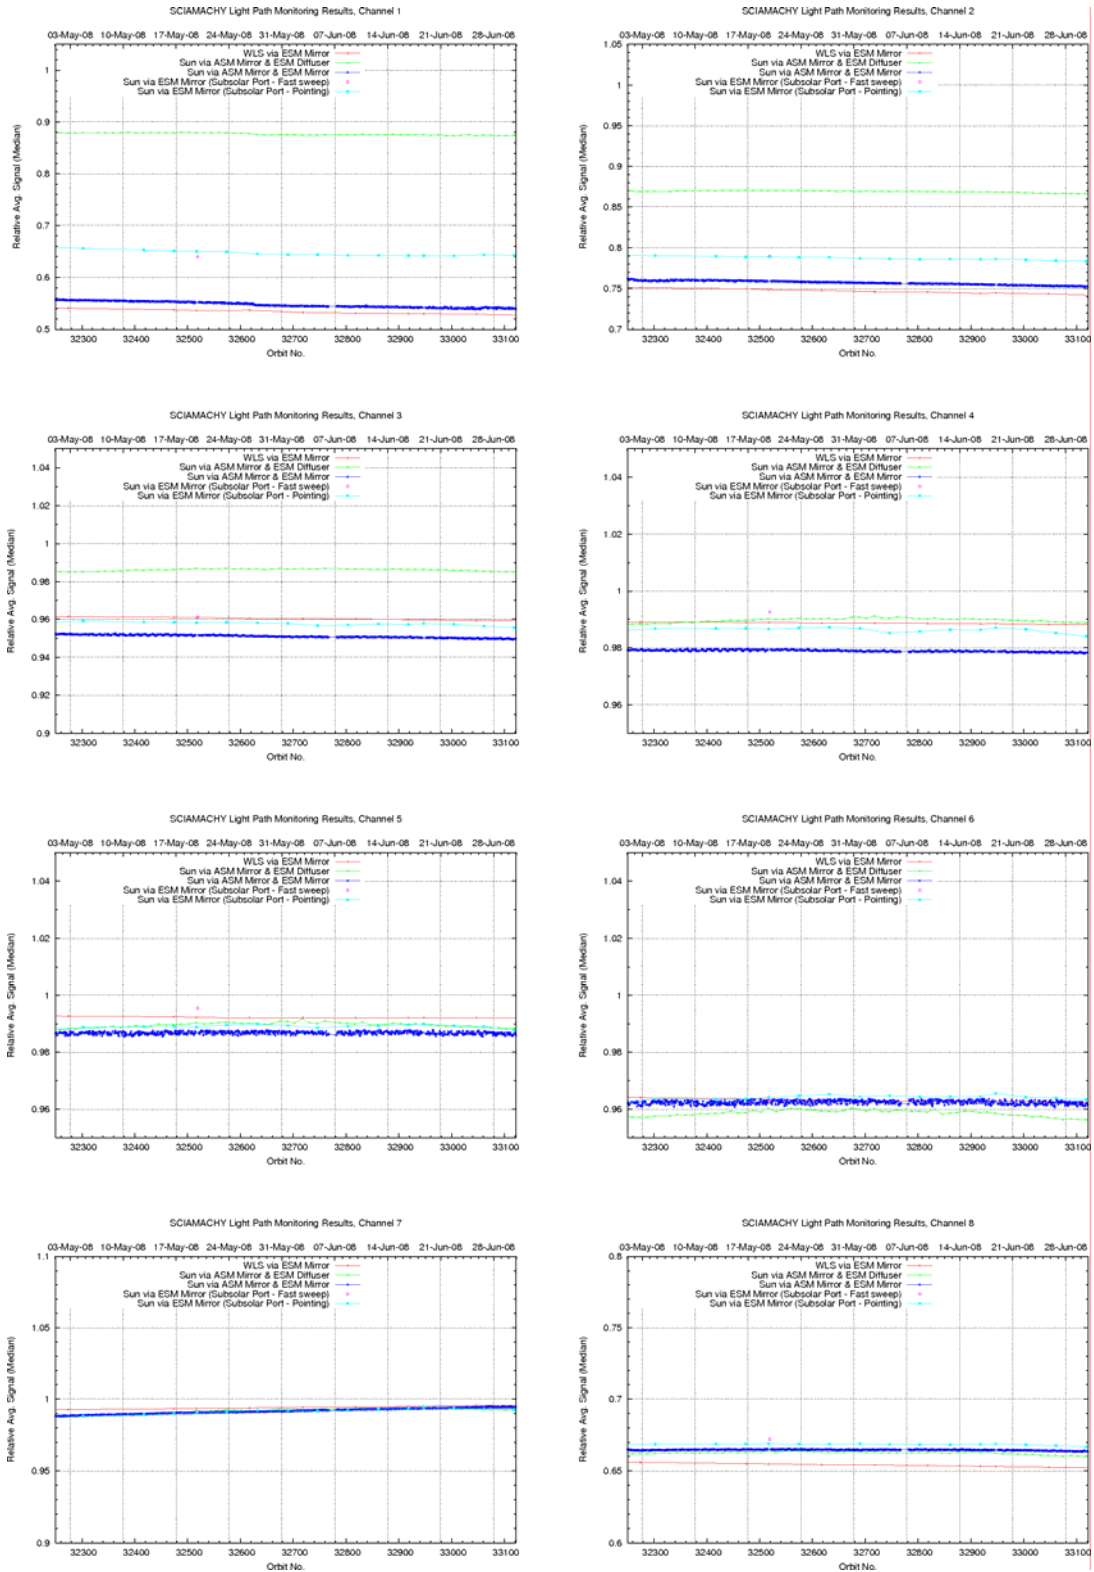 SCIAMACHY Light Path Monitoring Results, Channel 1
03-May-08 10-May-08 17-May-08 24-May-08 31-May-08 07-Jun-08 14-Jun-08 21-Jun-08 28-Jun-08
WLS via ESM Mirror
Sun via ASM Mirror & ESM Diffuser
Sun via ASM Mirror & ESM Mirror
Sun via ESM Mirror (Subsolar Port - Fast sweep)
Sun via ESM Mirror (Subsolar Port - Pointing)
Relative Avg. Signal (Median)
1
0.9
0.8
0.7
0.6
0.5
32300 32400 32500 32600 32700 32800 32900 33000 33100
Orbit No.
SCIAMACHY Light Path Monitoring Results, Channel 2
03-May-08 10-May-08 17-May-08 24-May-08 31-May-08 07-Jun-08 14-Jun-08 21-Jun-08 28-Jun-08
WLS via ESM Mirror
Sun via ASM Mirror & ESM Diffuser
Sun via ASM Mirror & ESM Mirror
Sun via ESM Mirror (Subsolar Port - Fast sweep)
Sun via ESM Mirror (Subsolar Port - Pointing)
Relative Avg. Signal (Median)
1.05
1
0.95
0.9
0.85
0.8
0.75
0.7
32300 32400 32500 32600 32700 32800 32900 33000 33100
Orbit No.
SCIAMACHY Light Path Monitoring Results, Channel 3
03-May-08 10-May-08 17-May-08 24-May-08 31-May-08 07-Jun-08 14-Jun-08 21-Jun-08 28-Jun-08
WLS via ESM Mirror
Sun via ASM Mirror & ESM Diffuser
Sun via ASM Mirror & ESM Mirror
Sun via ESM Mirror (Subsolar Port - Fast sweep)
Sun via ESM Mirror (Subsolar Port - Pointing)
Relative Avg. Signal (Median)
1.04
1.02
1
0.98
0.96
0.94
0.92
0.9
32300 32400 32500 32600 32700 32800 32900 33000 33100
Orbit No.
SCIAMACHY Light Path Monitoring Results, Channel 4
03-May-08 10-May-08 17-May-08 24-May-08 31-May-08 07-Jun-08 14-Jun-08 21-Jun-08 28-Jun-08
WLS via ESM Mirror
Sun via ASM Mirror & ESM Diffuser
Sun via ASM Mirror & ESM Mirror
Sun via ESM Mirror (Subsolar Port - Fast sweep)
Sun via ESM Mirror (Subsolar Port - Pointing)
Relative Avg. Signal (Median)
1.04
1.02
1
0.98
0.96
32300 32400 32500 32600 32700 32800 32900 33000 33100
Orbit No.
SCIAMACHY Light Path Monitoring Results, Channel 5
03-May-08 10-May-08 17-May-08 24-May-08 31-May-08 07-Jun-08 14-Jun-08 21-Jun-08 28-Jun-08
WLS via ESM Mirror
Sun via ASM Mirror & ESM Diffuser
Sun via ASM Mirror & ESM Mirror
Sun via ESM Mirror (Subsolar Port - Fast sweep)
Sun via ESM Mirror (Subsolar Port - Pointing)
Relative Avg. Signal (Median)
1.04
1.02
1
0.98
0.96
32300 32400 32500 32600 32700 32800 32900 33000 33100
Orbit No.
SCIAMACHY Light Path Monitoring Results, Channel 6
03-May-08 10-May-08 17-May-08 24-May-08 31-May-08 07-Jun-08 14-Jun-08 21-Jun-08 28-Jun-08
WLS via ESM Mirror
Sun via ASM Mirror & ESM Diffuser
Sun via ASM Mirror & ESM Mirror
Sun via ESM Mirror (Subsolar Port - Fast sweep)
Sun via ESM Mirror (Subsolar Port - Pointing)
Relative Avg. Signal (Median)
1.04
1.02
1
0.98
0.96
32300 32400 32500 32600 32700 32800 32900 33000 33100
Orbit No.
SCIAMACHY Light Path Monitoring Results, Channel 7
03-May-08 10-May-08 17-May-08 24-May-08 31-May-08 07-Jun-08 14-Jun-08 21-Jun-08 28-Jun-08
WLS via ESM Mirror
Sun via ASM Mirror & ESM Diffuser
Sun via ASM Mirror & ESM Mirror
Sun via ESM Mirror (Subsolar Port - Fast sweep)
Sun via ESM Mirror (Subsolar Port - Pointing)
Relative Avg. Signal (Median)
1.1
1.05
1
0.95
0.9
32300 32400 32500 32600 32700 32800 32900 33000 33100
Orbit No.
SCIAMACHY Light Path Monitoring Results, Channel 8
03-May-08 10-May-08 17-May-08 24-May-08 31-May-08 07-Jun-08 14-Jun-08 21-Jun-08 28-Jun-08
WLS via ESM Mirror
Sun via ASM Mirror & ESM Diffuser
Sun via ASM Mirror & ESM Mirror
Sun via ESM Mirror (Subsolar Port - Fast sweep)
Sun via ESM Mirror (Subsolar Port - Pointing)
Relative Avg. Signal (Median)
0.8
0.75
0.7
0.65
0.6
32300 32400 32500 32600 32700 32800 32900 33000 33100
Orbit No.